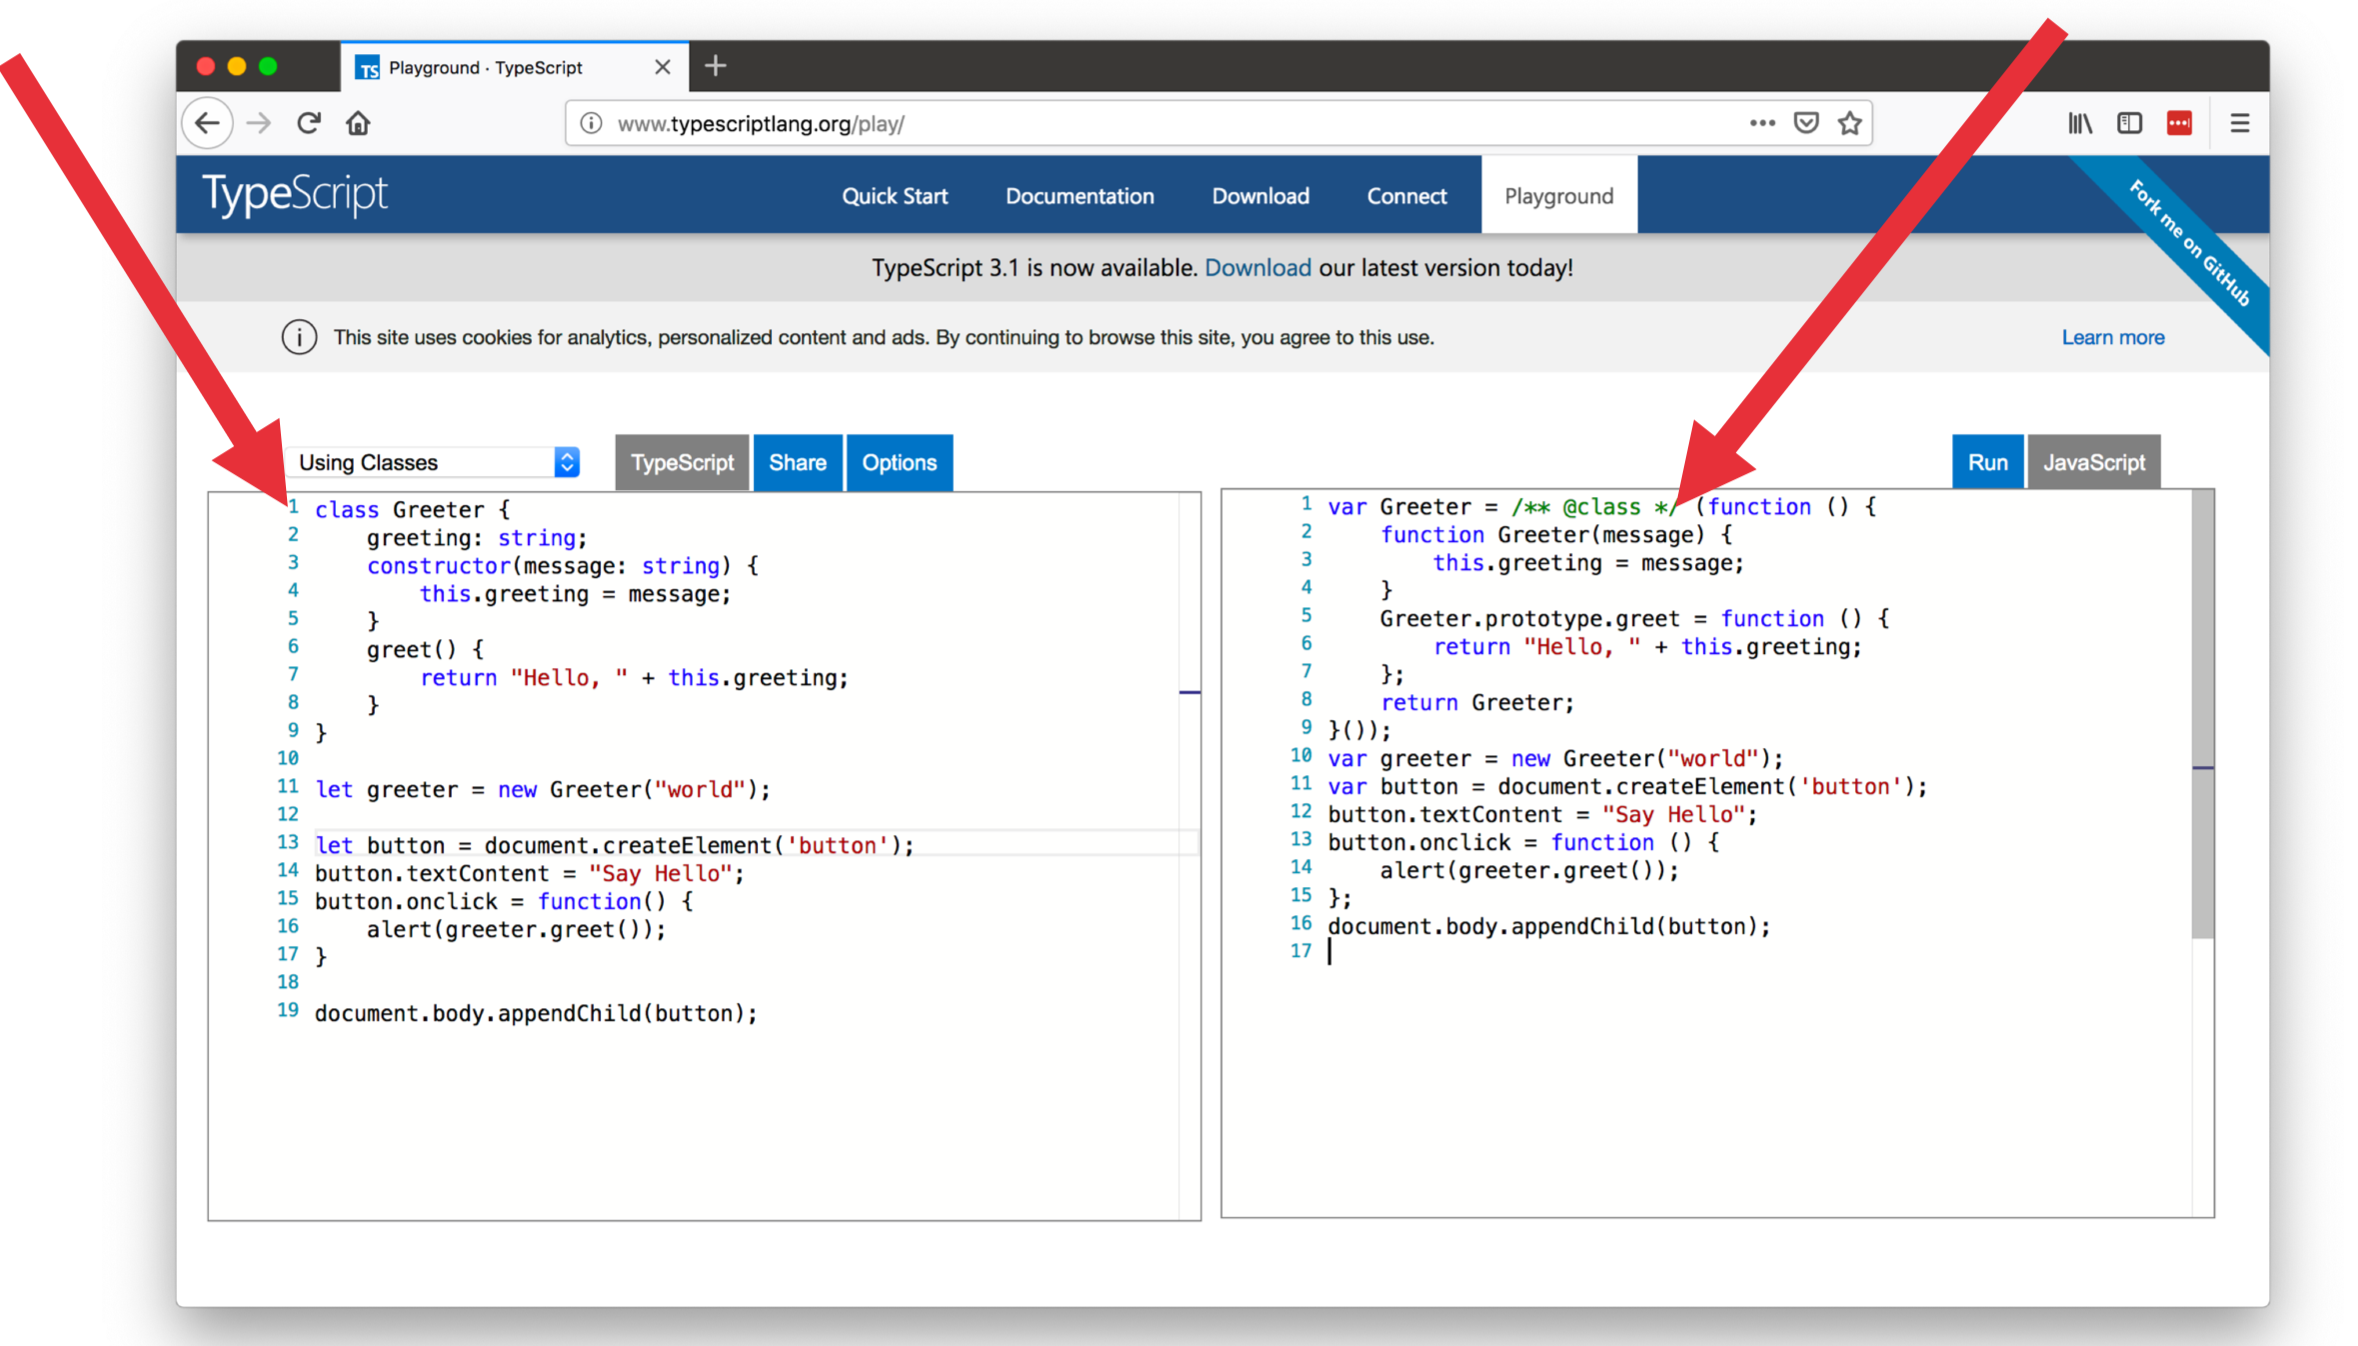 TS Playground · TypeScript
www.typescriptlang.org/play/
TypeScript Quick Start Documentation Download Connect Playground
Fork me on GitHub
TypeScript 3.1 is now available. Download our latest version today!
This site uses cookies for analytics, personalized content and ads. By continuing to browse this site, you agree to this use. Learn more
Using Classes TypeScript Share Options
1 class Greeter {
2     greeting: string;
3     constructor(message: string) {
4         this.greeting = message;
5     }
6     greet() {
7         return "Hello, " + this.greeting;
8     }
9 }
10
11 let greeter = new Greeter("world");
12
13 let button = document.createElement('button');
14 button.textContent = "Say Hello";
15 button.onclick = function() {
16     alert(greeter.greet());
17 }
18
19 document.body.appendChild(button);
Run JavaScript
1 var Greeter = /** @class */ (function () {
2     function Greeter(message) {
3         this.greeting = message;
4     }
5     Greeter.prototype.greet = function () {
6         return "Hello, " + this.greeting;
7     };
8     return Greeter;
9 }());
10 var greeter = new Greeter("world");
11 var button = document.createElement('button');
12 button.textContent = "Say Hello";
13 button.onclick = function () {
14     alert(greeter.greet());
15 };
16 document.body.appendChild(button);
17